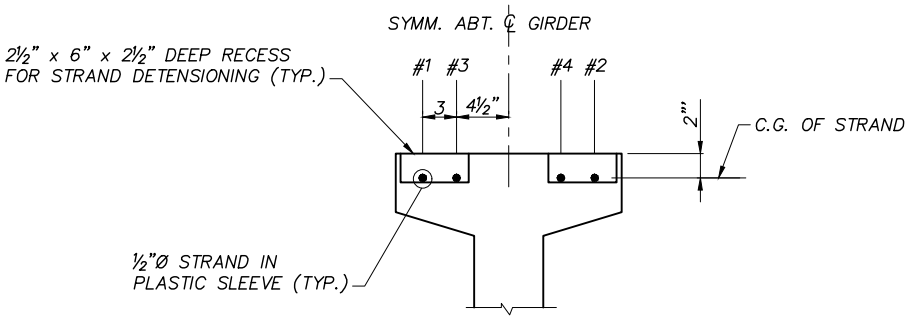 SYMM. ABT. ℄ GIRDER
2½" x 6" x 2½" DEEP RECESS
FOR STRAND DETENSIONING (TYP.)
#1 #3 #4 #2
3 4½"
2"'
C.G. OF STRAND
½"Ø STRAND IN
PLASTIC SLEEVE (TYP.)